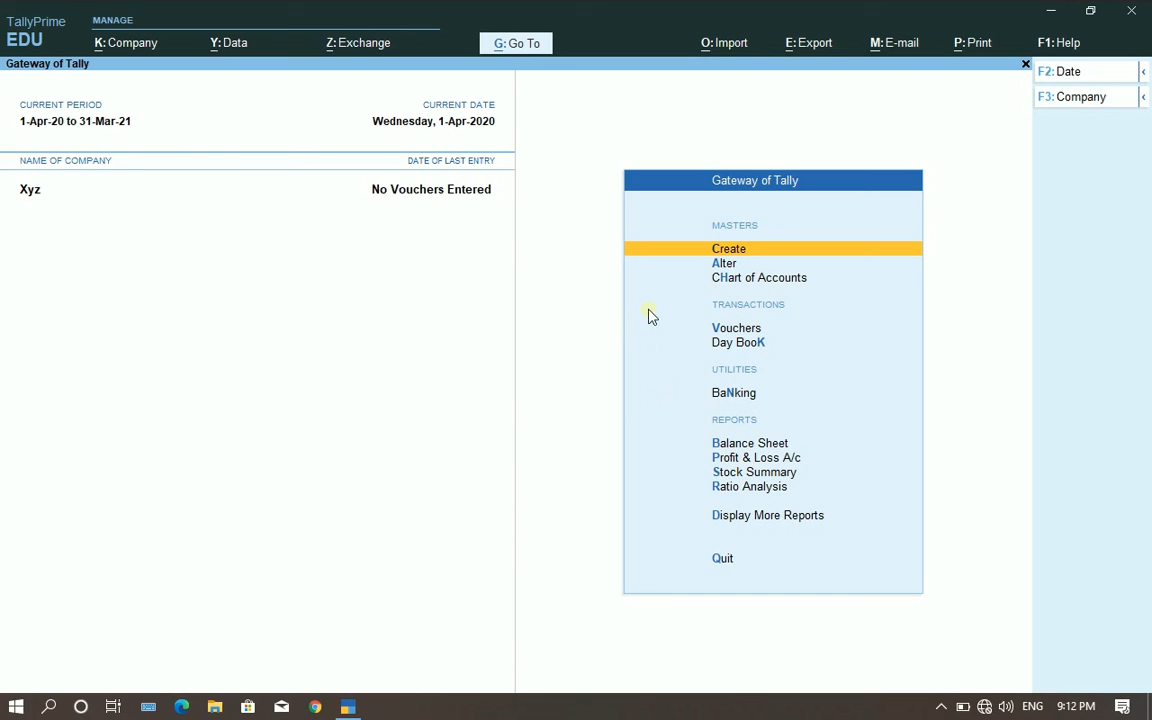 TallyPrime
EDU
MANAGE
K: Company
Y: Data
Z: Exchange
G: Go To
O: Import
E: Export
M: E-mail
P: Print
F1: Help
Gateway of Tally
F2: Date
F3: Company
CURRENT PERIOD
CURRENT DATE
1-Apr-20 to 31-Mar-21
Wednesday, 1-Apr-2020
NAME OF COMPANY
DATE OF LAST ENTRY
Xyz
No Vouchers Entered
Gateway of Tally
MASTERS
Create
Alter
CHart of Accounts
TRANSACTIONS
Vouchers
Day BooK
UTILITIES
BaNking
REPORTS
Balance Sheet
Profit & Loss A/c
Stock Summary
Ratio Analysis
Display More Reports
Quit
ENG
9:12 PM